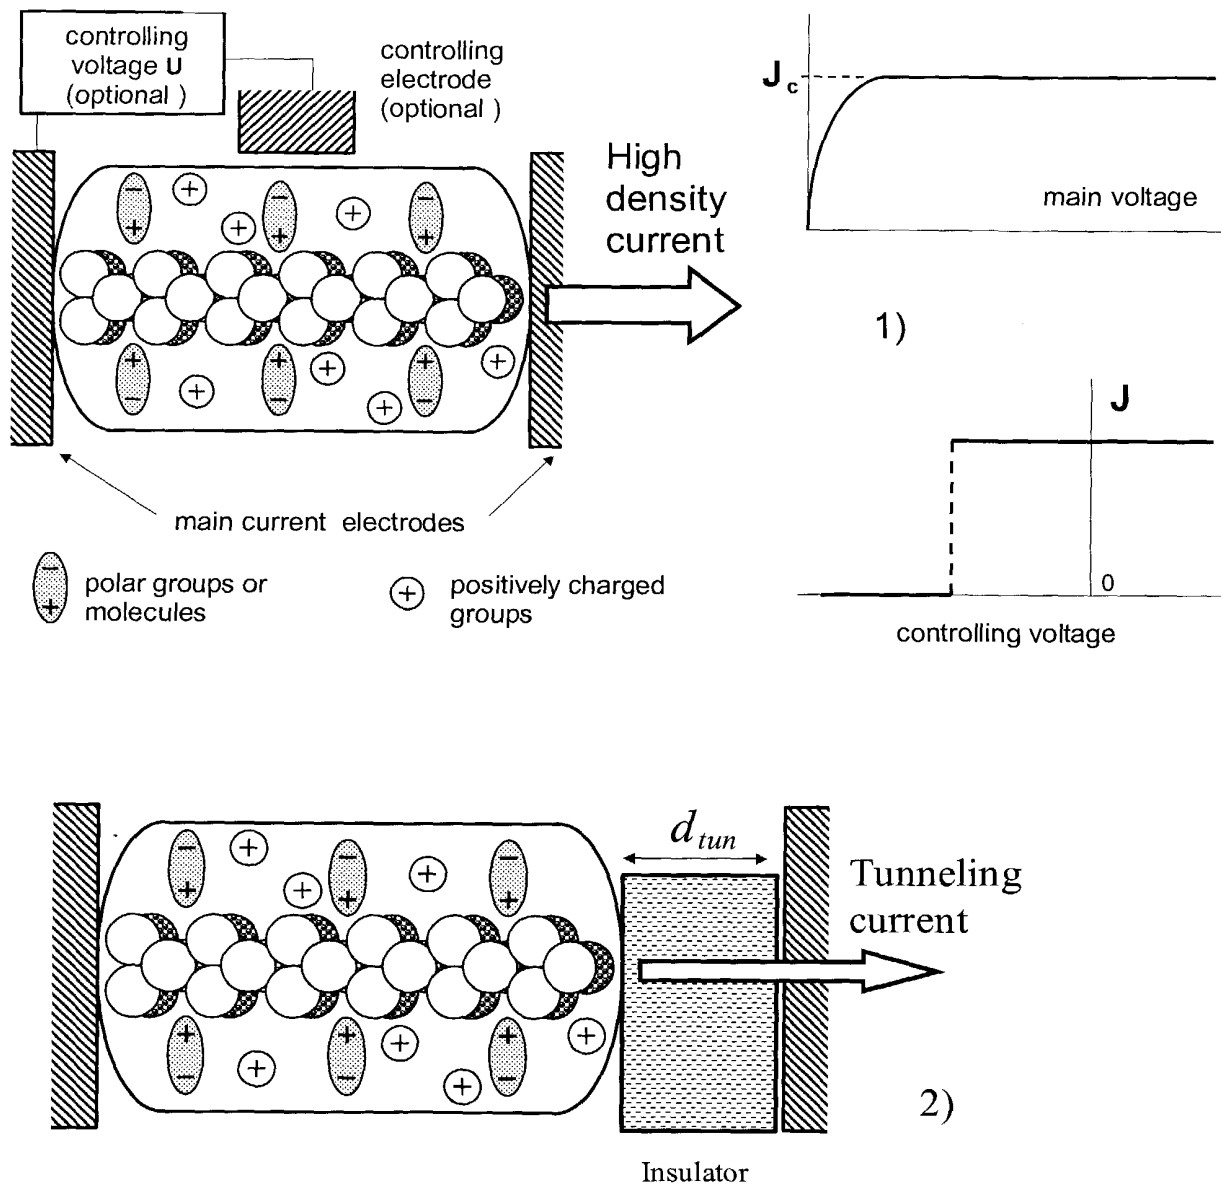 controlling
voltage U
(optional )
controlling
electrode
(optional )
High
density
current
J c
main voltage
1)
J
0
controlling voltage
main current electrodes
polar groups or
molecules
positively charged
groups
d tun
Tunneling
current
2)
Insulator